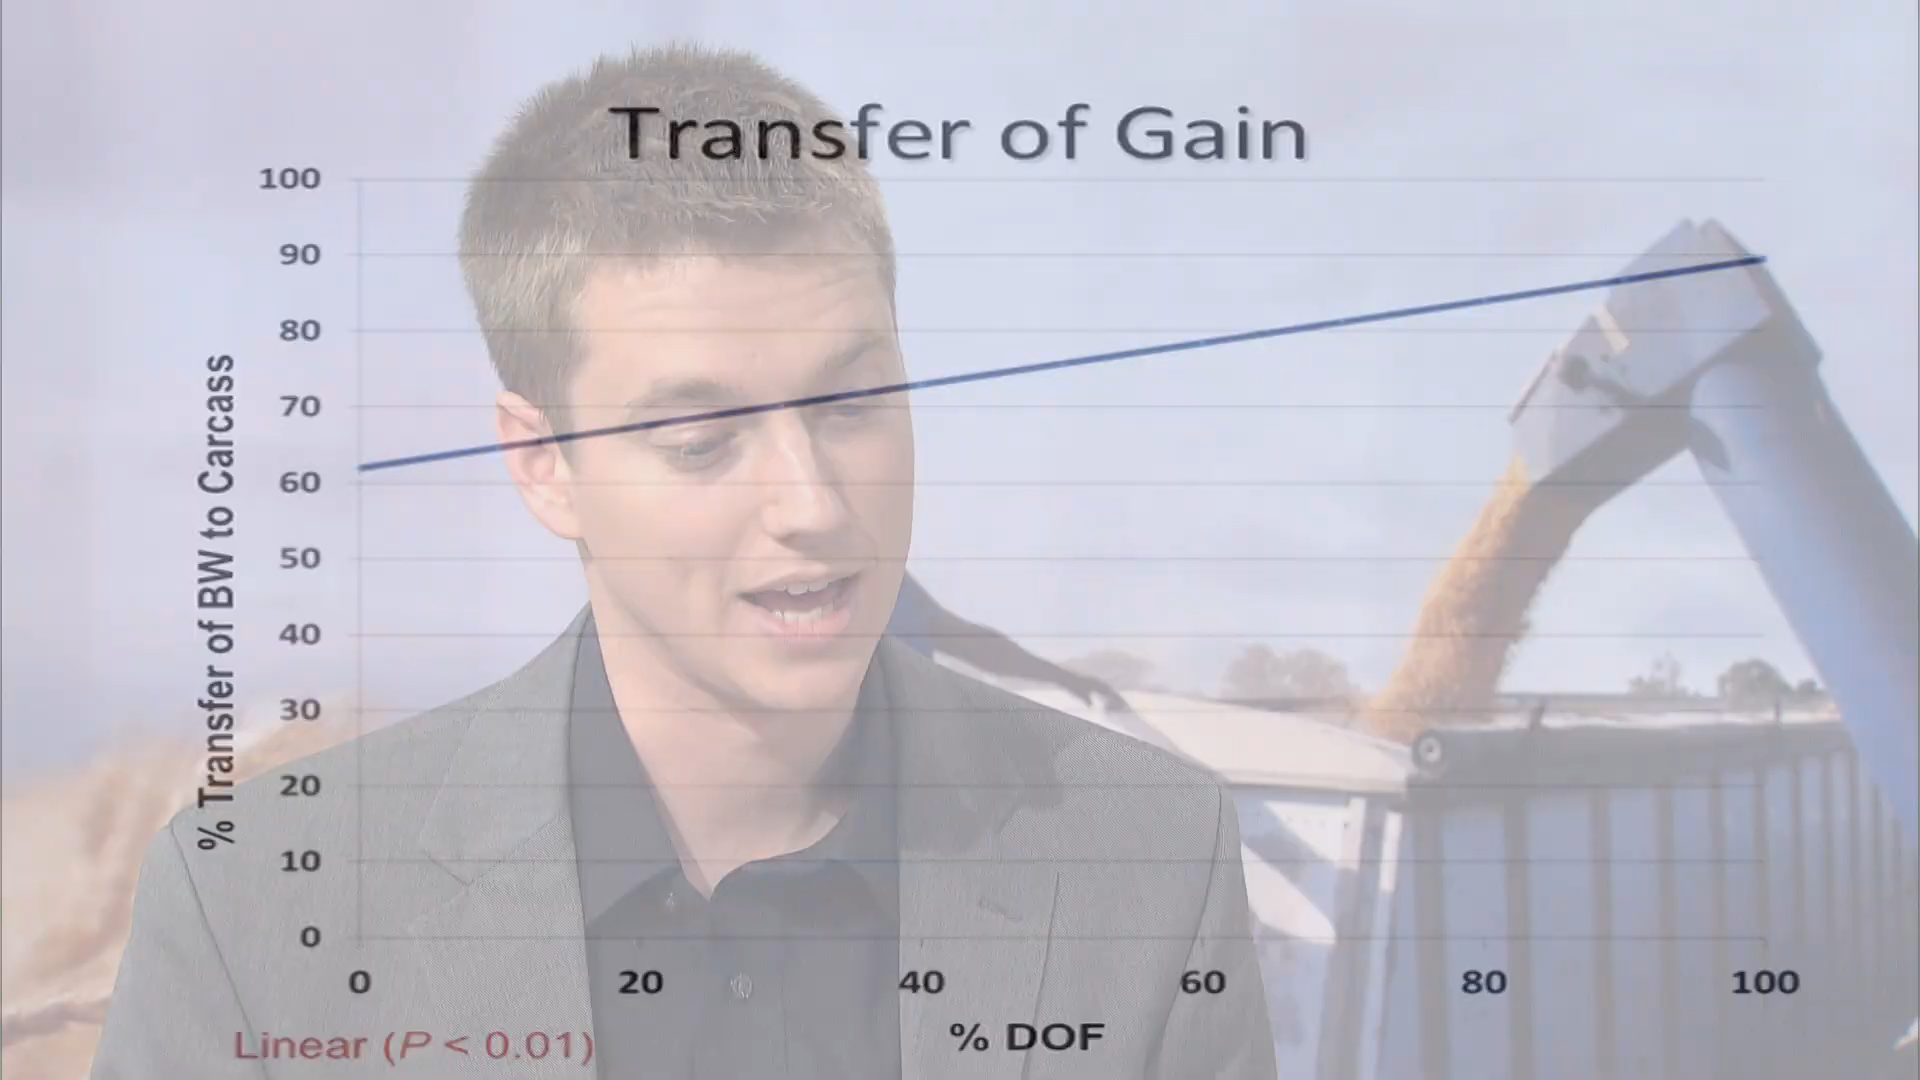 Transfer of Gain
100
90
80
70
60
50
40
30
20
10
0
% Transfer of BW to Carcass
0 20 40 60 80 100
% DOF
Linear (P < 0.01)